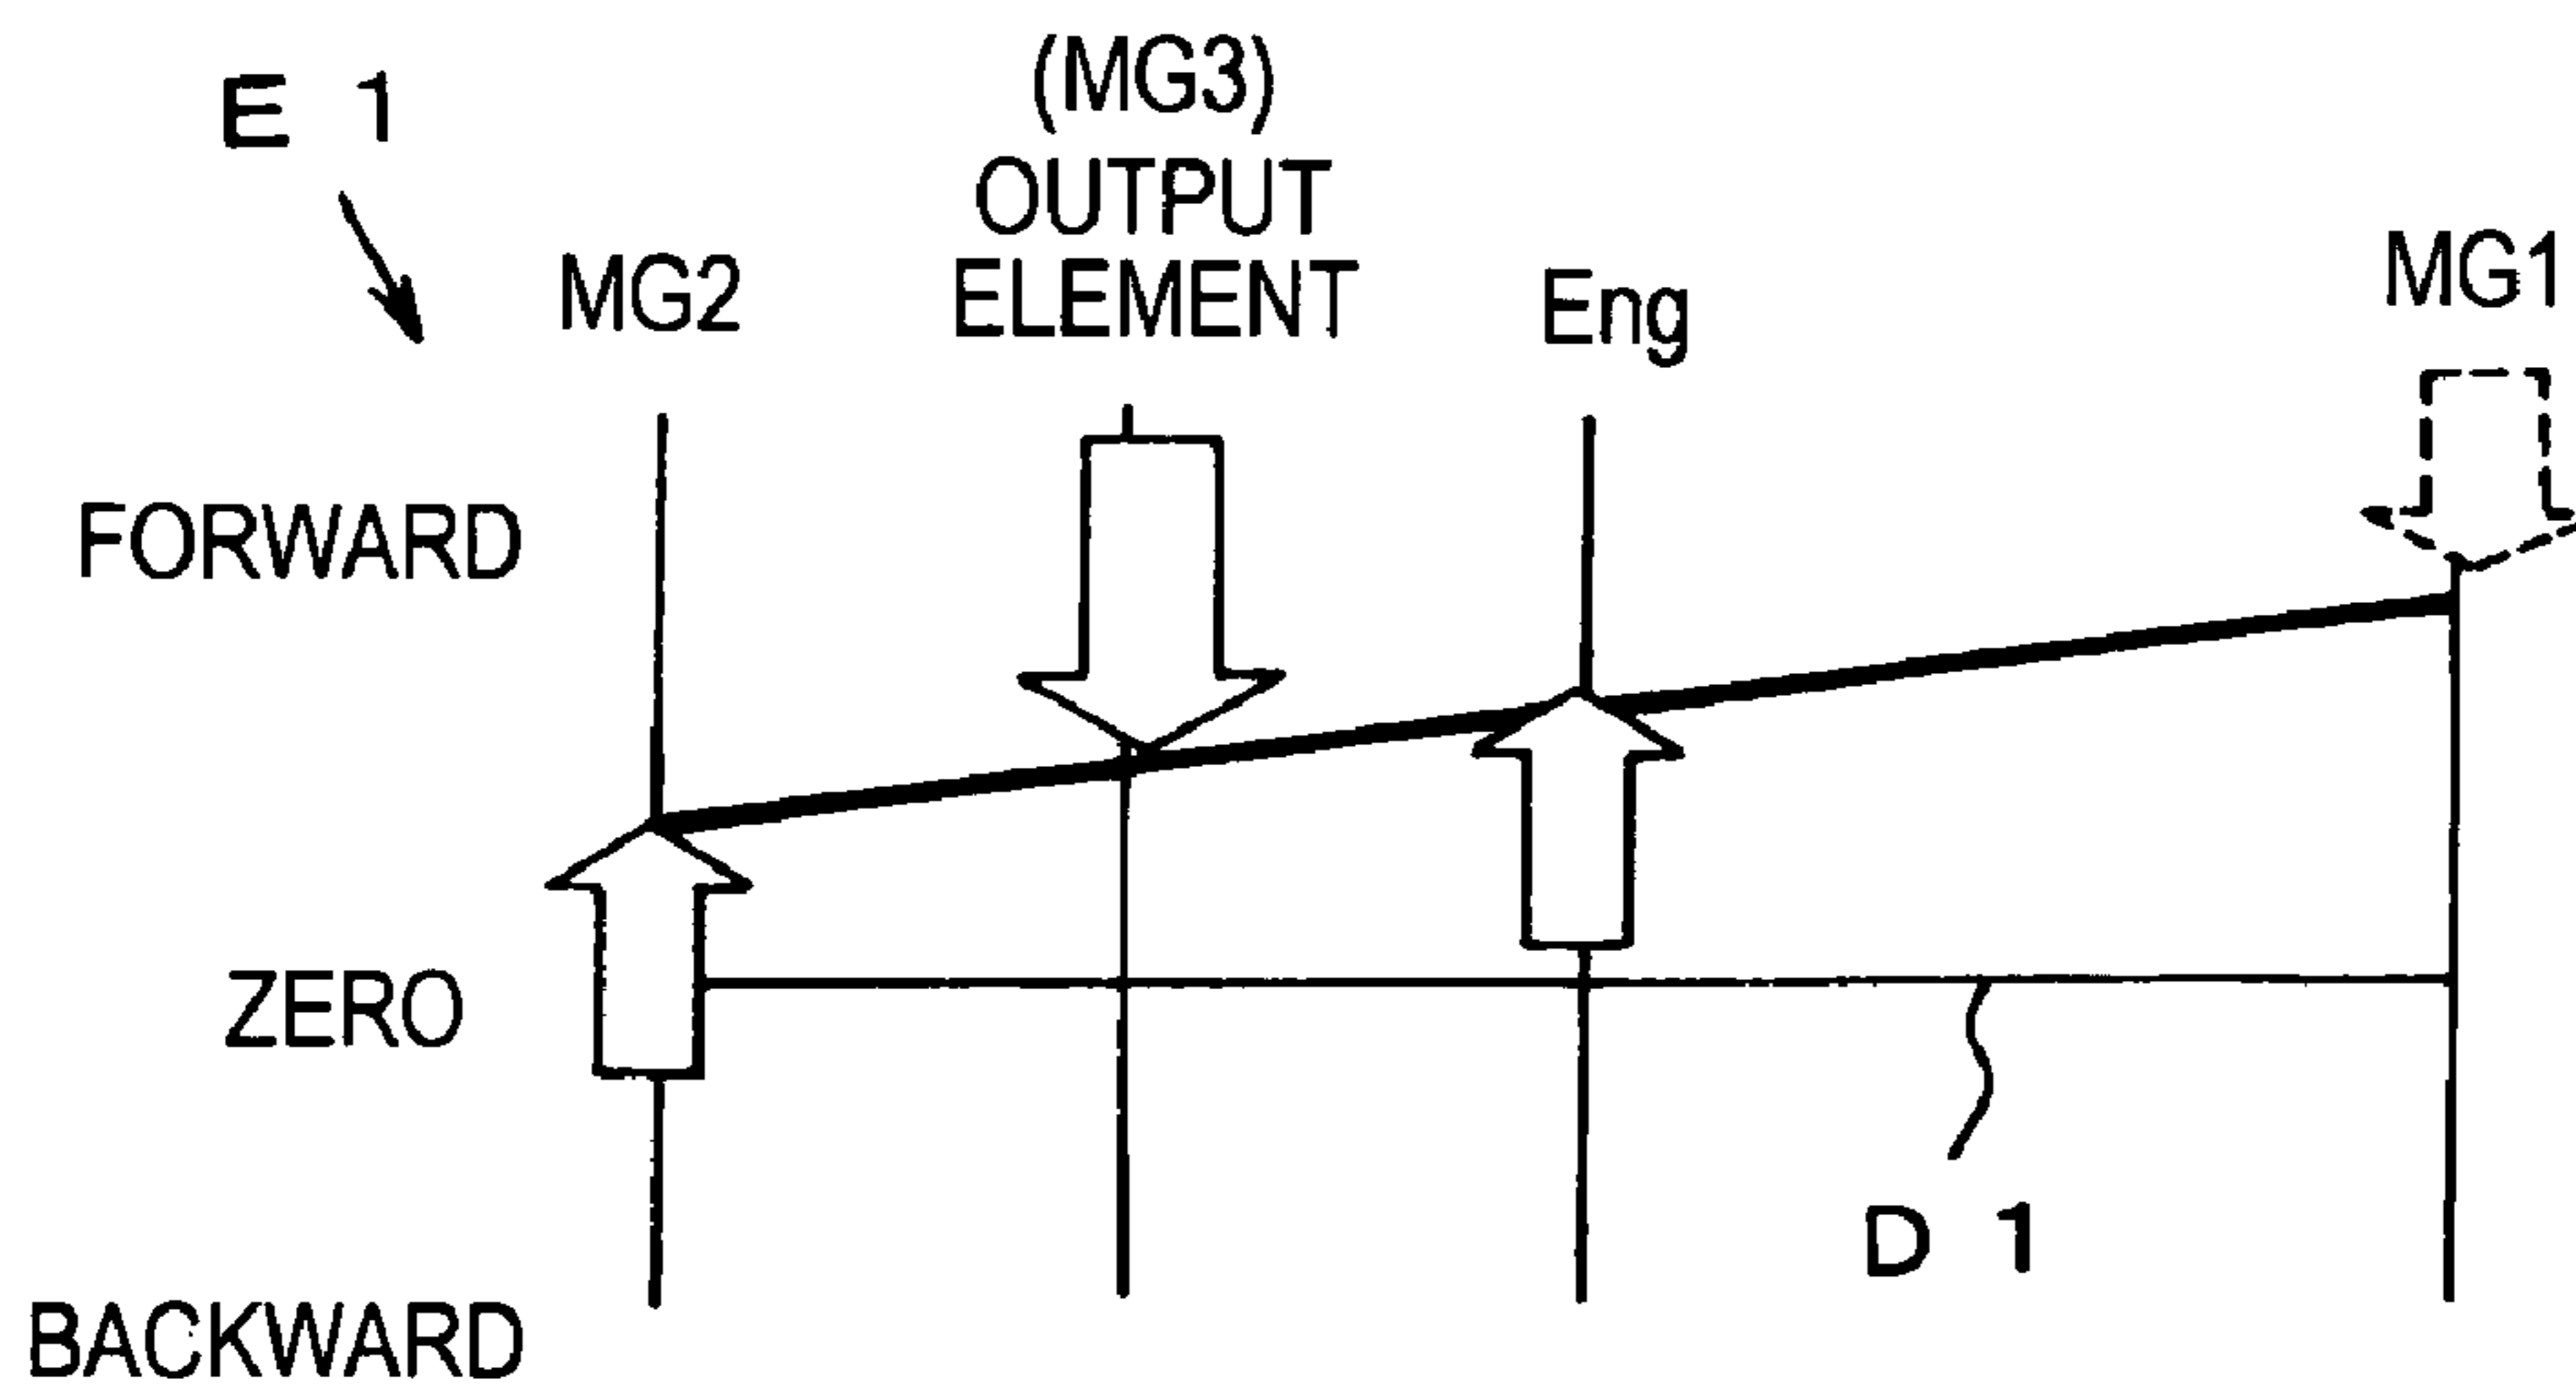 E 1
(MG3)
OUTPUT
ELEMENT
MG2
Eng
MG1
FORWARD
ZERO
D 1
BACKWARD